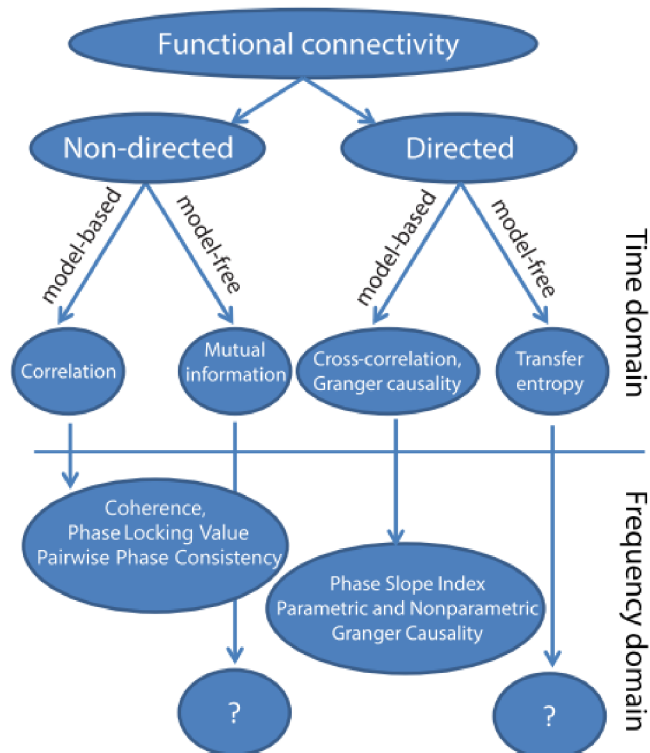 Functional connectivity
Non-directed
Directed
model-based
model-free
model-based
model-free
Time domain
Correlation
Mutual
information
Cross-correlation,
Granger causality
Transfer
entropy
Frequency domain
Coherence,
Phase Locking Value
Pairwise Phase Consistency
Phase Slope Index
Parametric and Nonparametric
Granger Causality
?
?